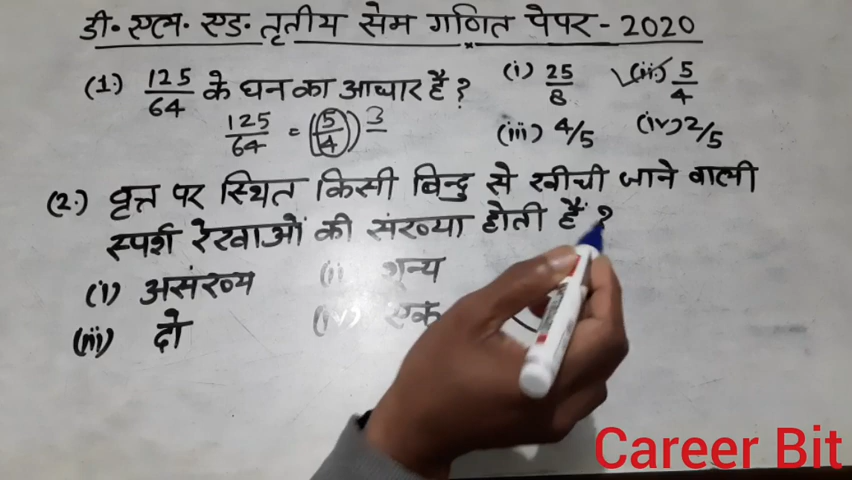 डी. एल. एड. तृतीय सेम गणित पेपर - 2020
(1.) 125/64 के घन का आधार है ? (i) 25/8 (ii) 5/4
125/64 = (5/4)³ (iii) 4/5 (iv) 2/5
(2.) वृत्त पर स्थित किसी बिन्दु से खींची जाने वाली
स्पर्श रेखाओं की संख्या होती है ?
(i) असंख्य (ii) शून्य
(iii) दो (iv) एक
Career Bit